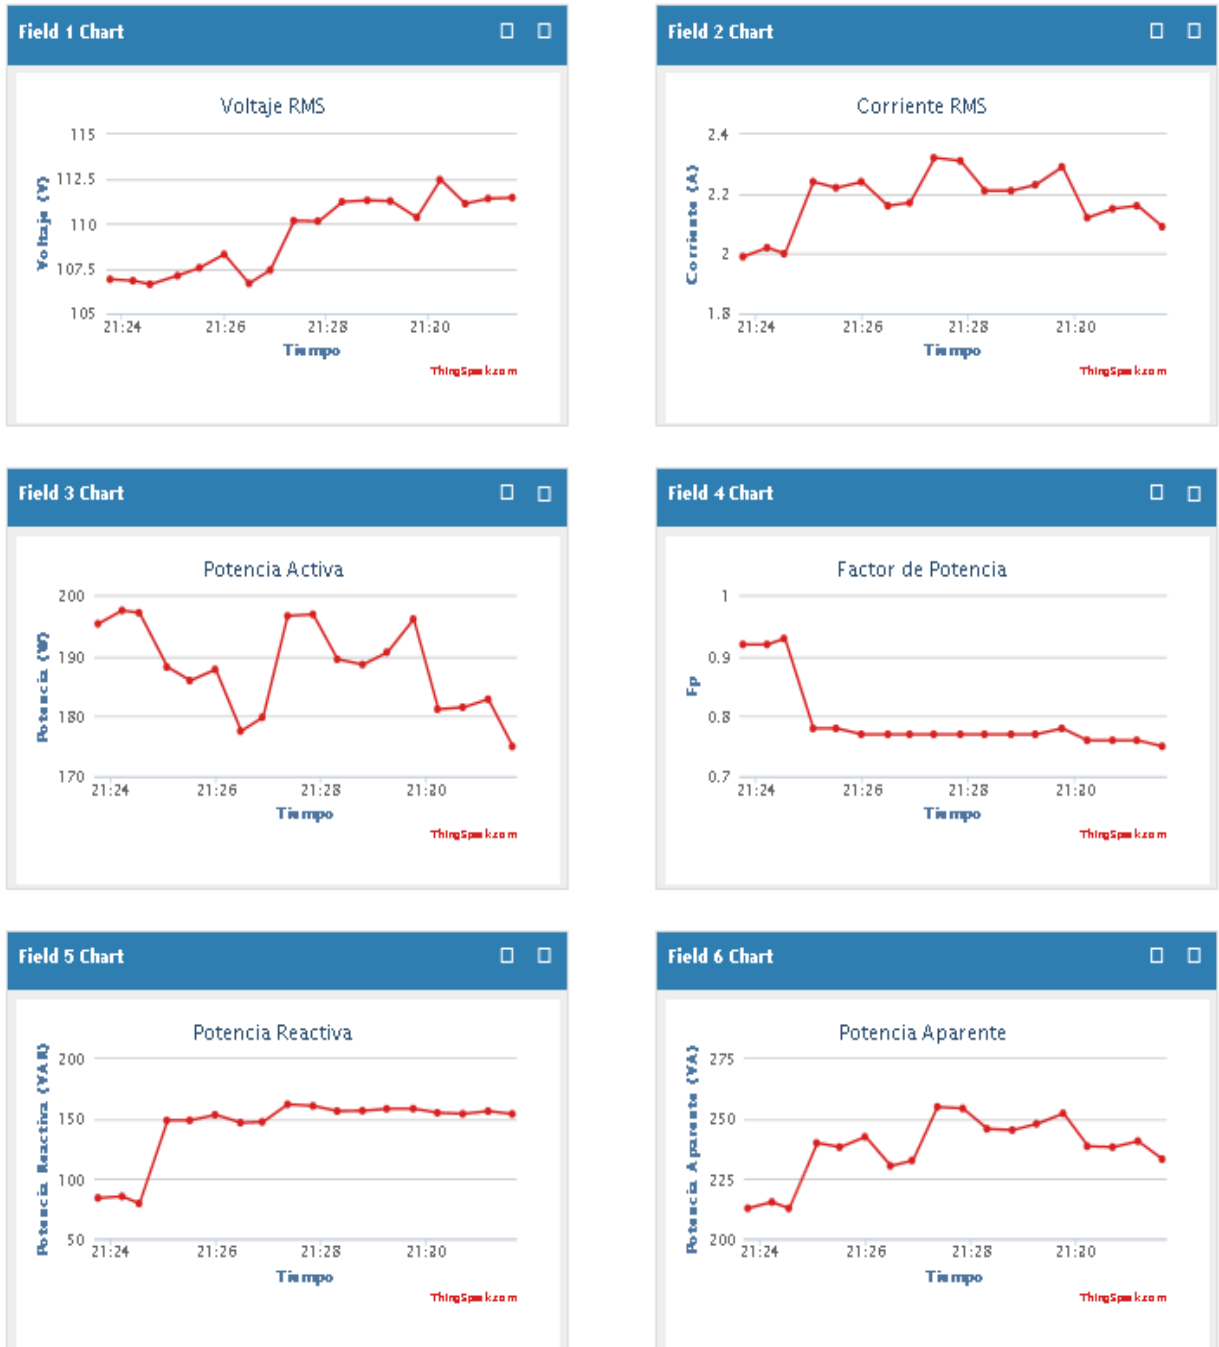 Field 1 Chart
Voltaje RMS
Voltaje (V)
115
112.5
110
107.5
105
21:24 21:26 21:28 21:30
Tiempo
ThingSpeak.com
Field 2 Chart
Corriente RMS
Corriente (A)
2.4
2.2
2
1.8
21:24 21:26 21:28 21:30
Tiempo
ThingSpeak.com
Field 3 Chart
Potencia Activa
Potencia (W)
200
190
180
170
21:24 21:26 21:28 21:30
Tiempo
ThingSpeak.com
Field 4 Chart
Factor de Potencia
Fp
1
0.9
0.8
0.7
21:24 21:26 21:28 21:30
Tiempo
ThingSpeak.com
Field 5 Chart
Potencia Reactiva
Potencia Reactiva (VAR)
200
150
100
50
21:24 21:26 21:28 21:30
Tiempo
ThingSpeak.com
Field 6 Chart
Potencia Aparente
Potencia Aparente (VA)
275
250
225
200
21:24 21:26 21:28 21:30
Tiempo
ThingSpeak.com